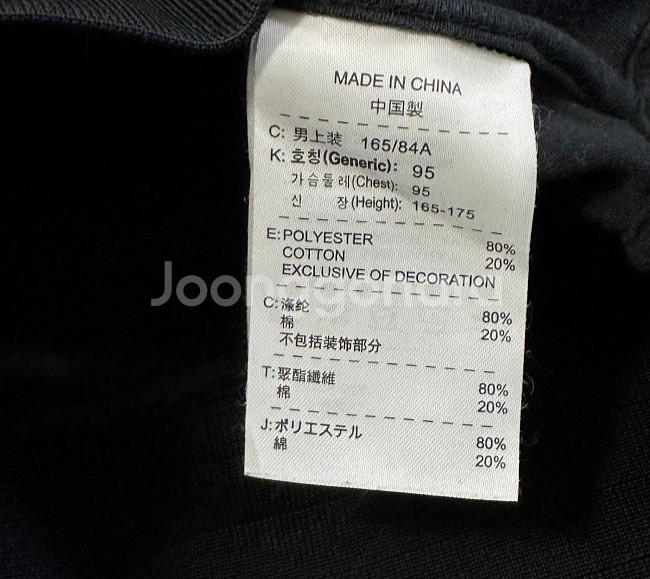 MADE IN CHINA
中国製
C: 男上装 165/84A
K: 호칭(Generic): 95
가슴둘레(Chest): 95
신 장(Height): 165-175
E: POLYESTER 80%
COTTON 20%
EXCLUSIVE OF DECORATION
Joonggonara
C: 涤纶 80%
棉 20%
不包括装饰部分
T: 聚酯纖維 80%
棉 20%
J: ポリエステル 80%
綿 20%